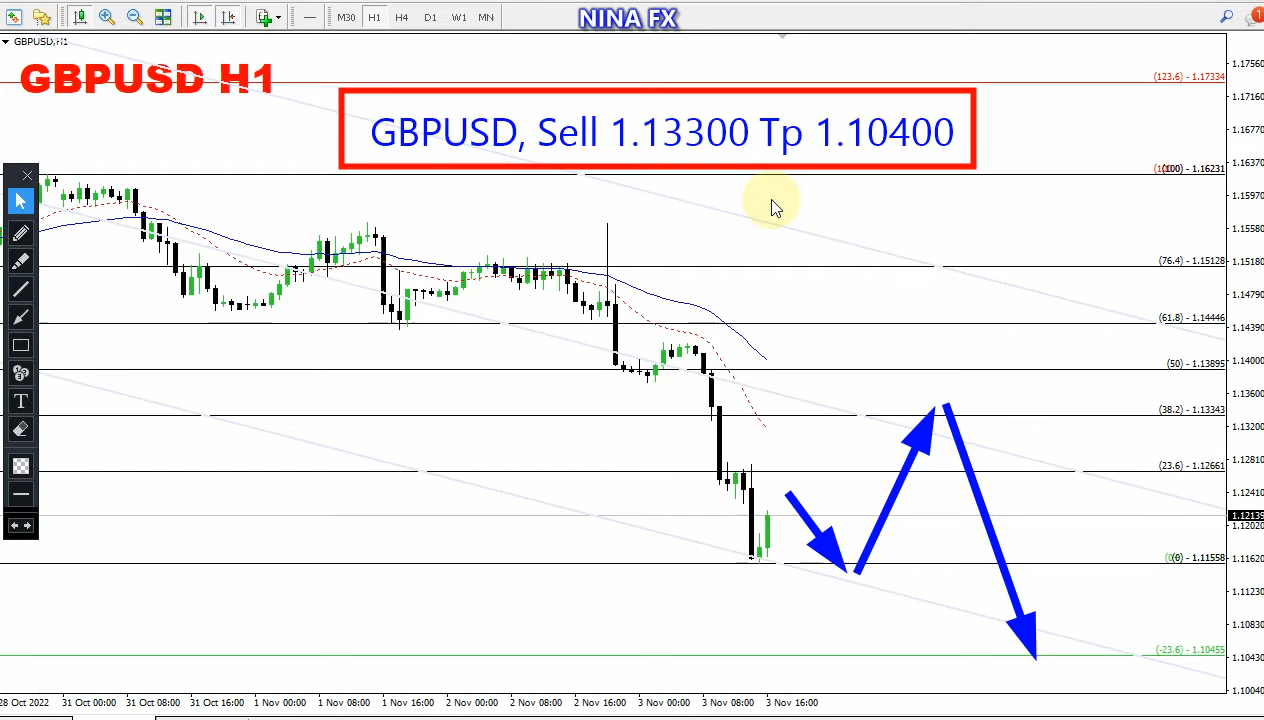 M30 H1 H4 D1 W1 MN
NINA FX
1
GBPUSD,H1
GBPUSD H1
GBPUSD, Sell 1.13300 Tp 1.10400
(123.6) - 1.17334
(100) - 1.16231
(76.4) - 1.15128
(61.8) - 1.14446
(50) - 1.13895
(38.2) - 1.13343
(23.6) - 1.12661
(0) - 1.11558
(-23.6) - 1.10455
1.17560
1.17160
1.16770
1.16370
1.15970
1.15580
1.15180
1.14790
1.14390
1.14000
1.13600
1.13200
1.12810
1.12410
1.12139
1.12020
1.11620
1.11230
1.10830
1.10430
1.10040
T
28 Oct 2022
31 Oct 00:00
31 Oct 08:00
31 Oct 16:00
1 Nov 00:00
1 Nov 08:00
1 Nov 16:00
2 Nov 00:00
2 Nov 08:00
2 Nov 16:00
3 Nov 00:00
3 Nov 08:00
3 Nov 16:00